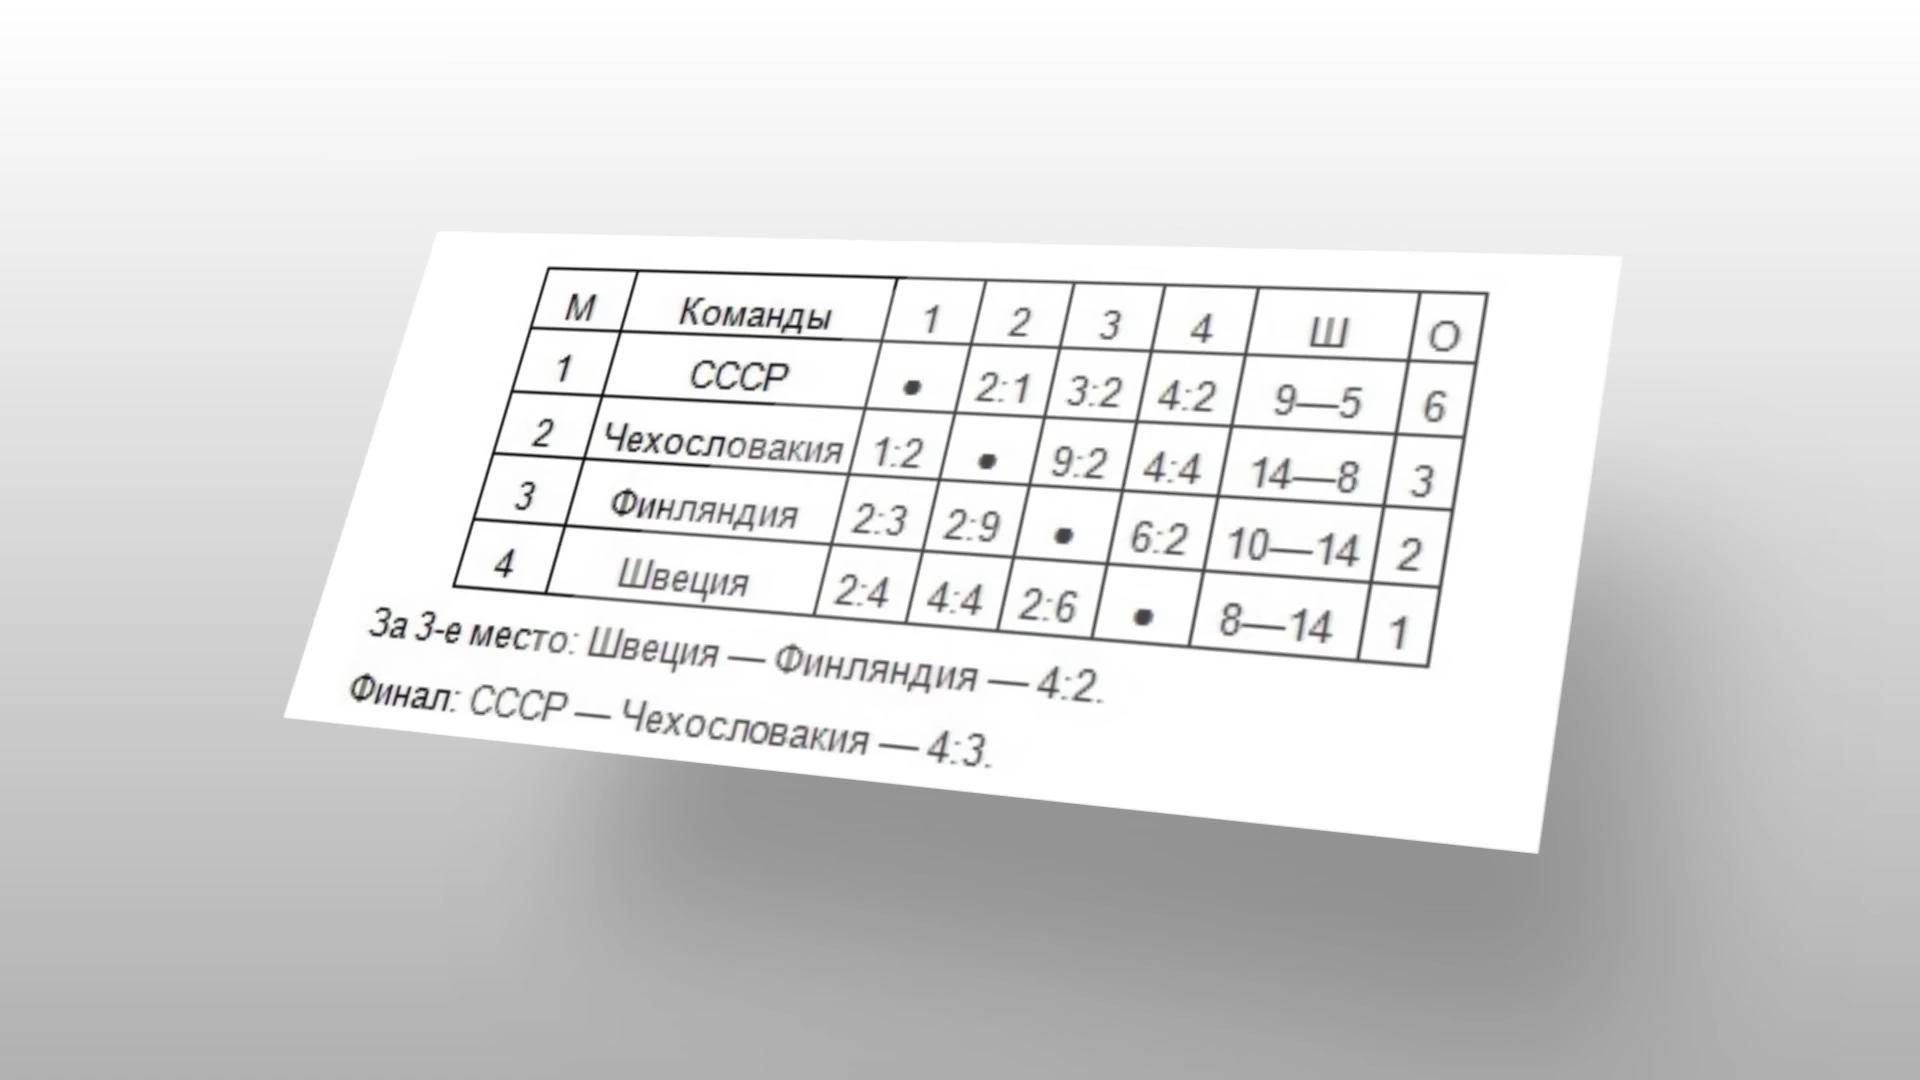 М Команды 1 2 3 4 Ш О
1 СССР • 2:1 3:2 4:2 9—5 6
2 Чехословакия 1:2 • 9:2 4:4 14—8 3
3 Финляндия 2:3 2:9 • 6:2 10—14 2
4 Швеция 2:4 4:4 2:6 • 8—14 1
За 3-е место: Швеция — Финляндия — 4:2.
Финал: СССР — Чехословакия — 4:3.